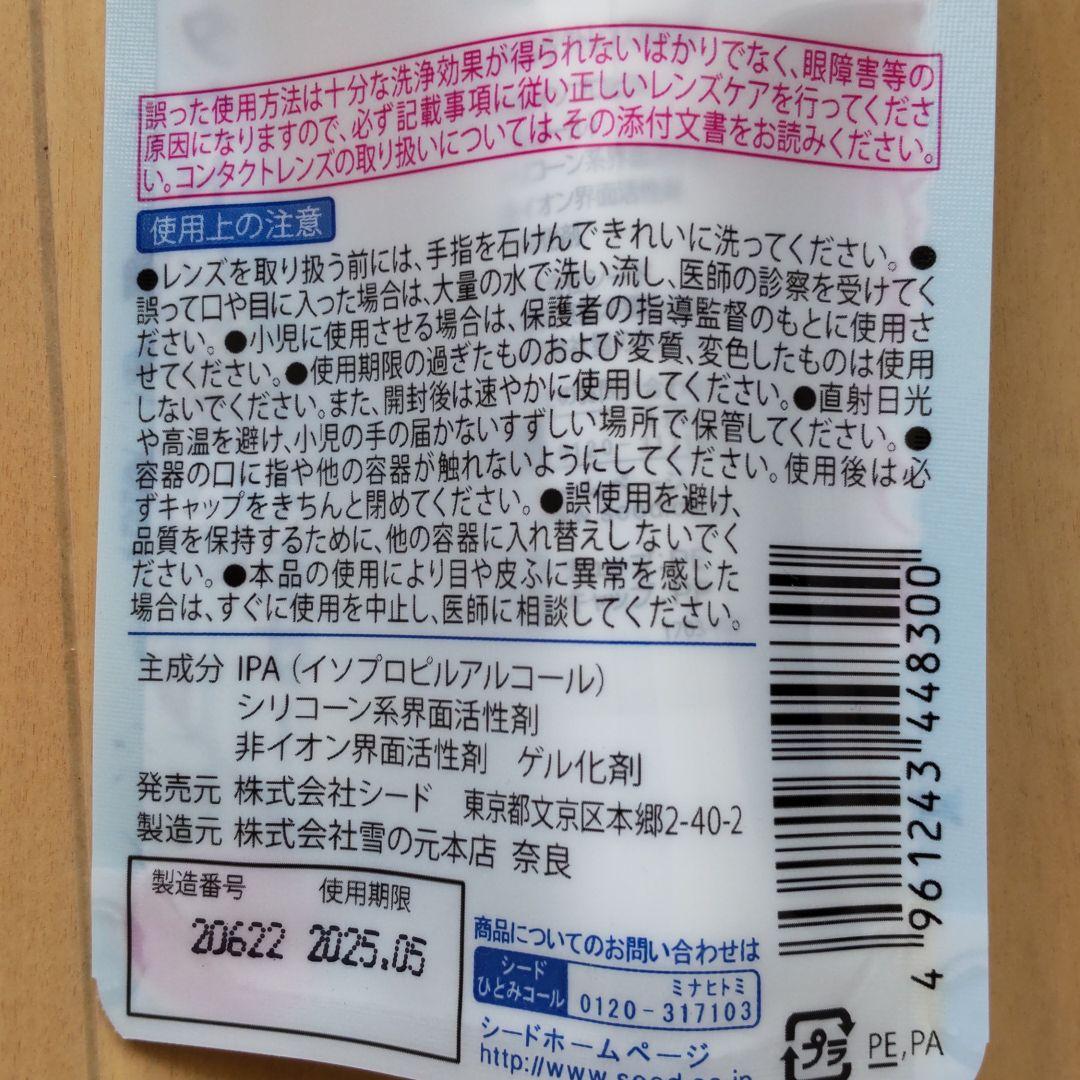 誤った使用方法は十分な洗浄効果が得られないばかりでなく、眼障害等の
原因になりますので、必ず記載事項に従い正しいレンズケアを行ってくださ
い。コンタクトレンズの取り扱いについては、その添付文書をお読みください。
使用上の注意
●レンズを取り扱う前には、手指を石けんできれいに洗ってください。●
誤って口や目に入った場合は、大量の水で洗い流し、医師の診察を受けてく
ださい。●小児に使用させる場合は、保護者の指導監督のもとに使用さ
せてください。●使用期限の過ぎたものおよび変質、変色したものは使用
しないでください。また、開封後は速やかに使用してください。●直射日光
や高温を避け、小児の手の届かないすずしい場所で保管してください。●
容器の口に指や他の容器が触れないようにしてください。使用後は必
ずキャップをきちんと閉めてください。●誤使用を避け、
品質を保持するために、他の容器に入れ替えしないでく
ださい。●本品の使用により目や皮ふに異常を感じた
場合は、すぐに使用を中止し、医師に相談してください。
主成分 IPA（イソプロピルアルコール）
シリコーン系界面活性剤
非イオン界面活性剤 ゲル化剤
発売元 株式会社シード 東京都文京区本郷2-40-2
製造元 株式会社雪の元本店 奈良
製造番号 使用期限
20622 2025.05
商品についてのお問い合わせは
シード
ひとみコール
ミナヒトミ
0120-317103
シードホームページ
http://www.seed.co.jp
4 961243 448300
プラ
PE,PA